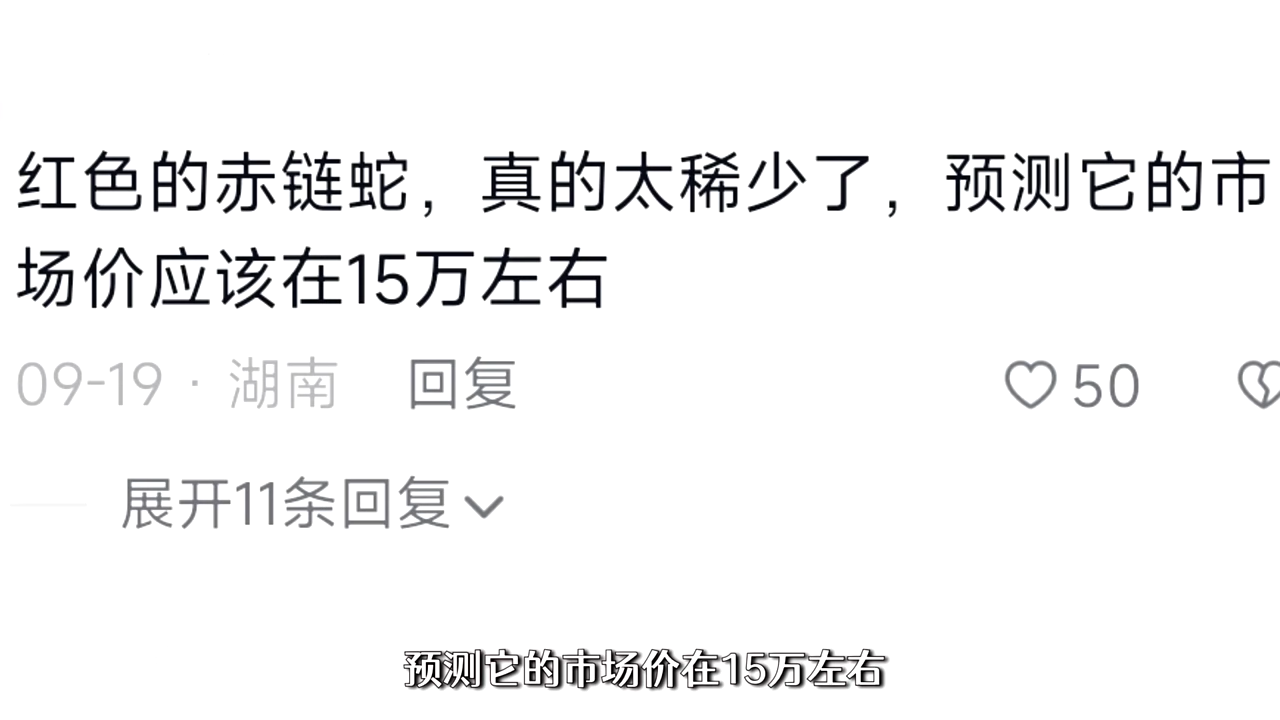 红色的赤链蛇，真的太稀少了，预测它的市
场价应该在15万左右
09-19 · 湖南 回复 50
展开11条回复
预测它的市场价在15万左右